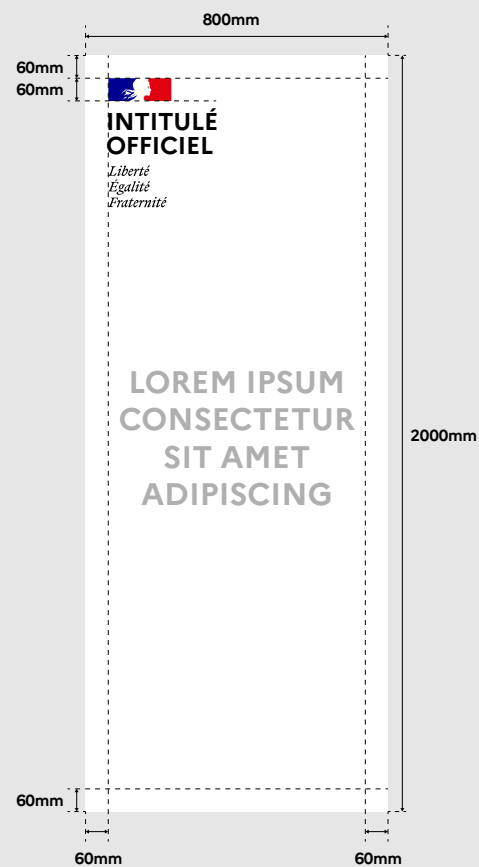 800mm
60mm
60mm
INTITULÉ
OFFICIEL
Liberté
Égalité
Fraternité
LOREM IPSUM
CONSECTETUR
SIT AMET
ADIPISCING
2000mm
60mm
60mm
60mm